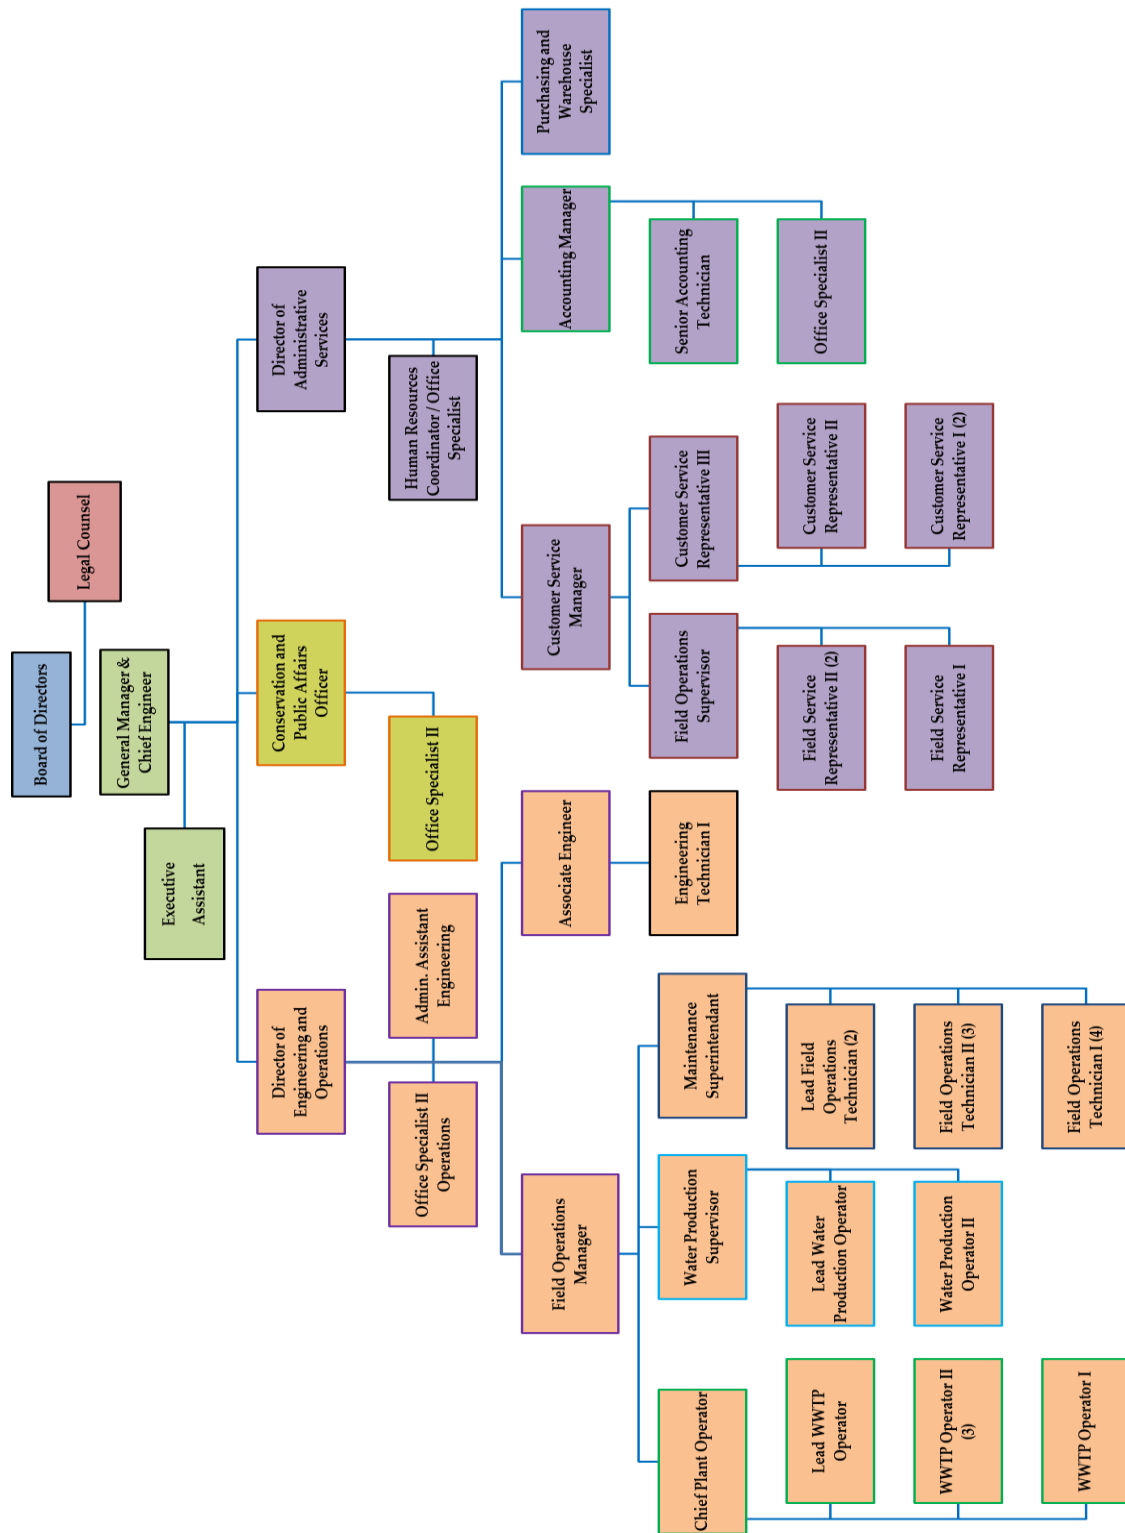 Board of Directors
Legal Counsel
General Manager &
Chief Engineer
Executive
Assistant
Director of
Engineering and
Operations
Conservation and
Public Affairs
Officer
Director of
Administrative
Services
Office Specialist II
Operations
Admin. Assistant
Engineering
Office Specialist II
Human Resources
Coordinator / Office
Specialist
Field Operations
Manager
Associate Engineer
Customer Service
Manager
Accounting Manager
Purchasing and
Warehouse
Specialist
Chief Plant Operator
Water Production
Supervisor
Maintenance
Superintendant
Engineering
Technician I
Field Operations
Supervisor
Customer Service
Representative III
Senior Accounting
Technician
Lead WWTP
Operator
Lead Water
Production Operator
Lead Field
Operations
Technician (2)
Field Service
Representative II (2)
Customer Service
Representative II
Office Specialist II
WWTP Operator II
(3)
Water Production
Operator II
Field Operations
Technician II (3)
Field Service
Representative I
Customer Service
Representative I (2)
WWTP Operator I
Field Operations
Technician I (4)